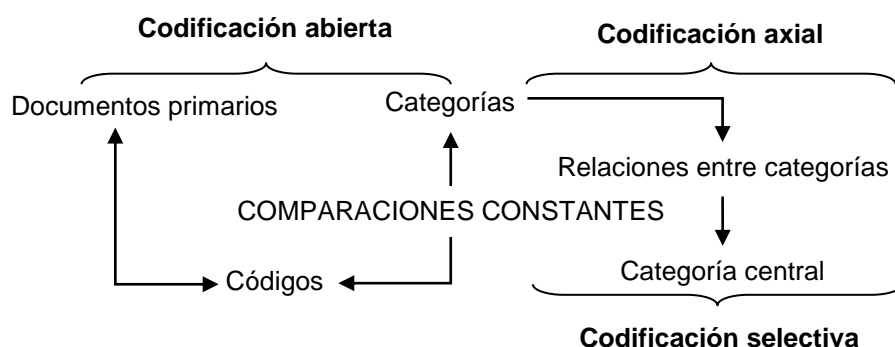 Codificación abierta
Codificación axial
Documentos primarios
Categorías
Relaciones entre categorías
COMPARACIONES CONSTANTES
Códigos
Categoría central
Codificación selectiva